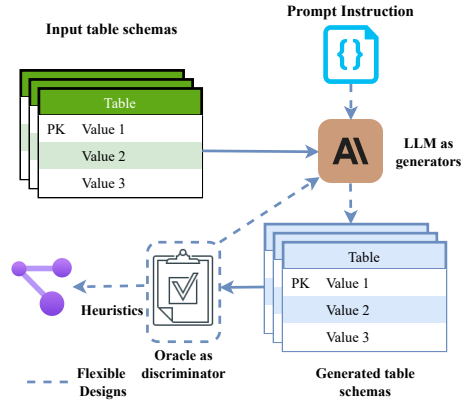 Prompt Instruction
Input table schemas
{}
Table
PK Value 1
Value 2
Value 3
A\
LLM as
generators
Table
PK Value 1
Value 2
Value 3
Heuristics
Oracle as
discriminator
Flexible
Designs
Generated table
schemas